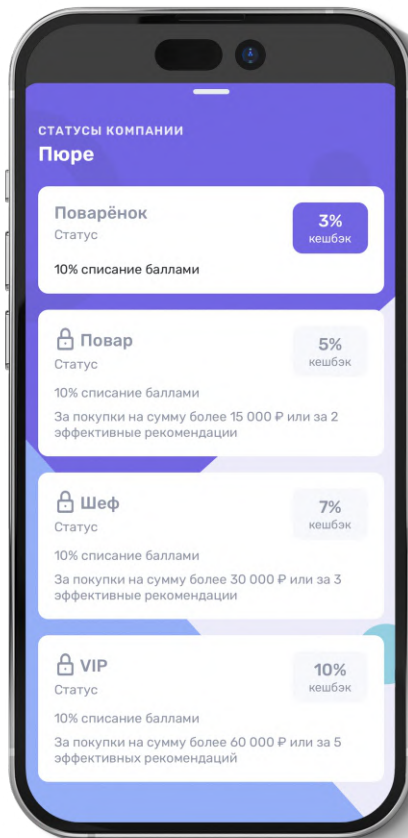 СТАТУСЫ КОМПАНИИ
Пюре
Поварёнок
Статус
3%
кешбэк
10% списание баллами
Повар
Статус
5%
кешбэк
10% списание баллами
За покупки на сумму более 15 000 ₽ или за 2
эффективные рекомендации
Шеф
Статус
7%
кешбэк
10% списание баллами
За покупки на сумму более 30 000 ₽ или за 3
эффективные рекомендации
VIP
Статус
10%
кешбэк
10% списание баллами
За покупки на сумму более 60 000 ₽ или за 5
эффективных рекомендаций